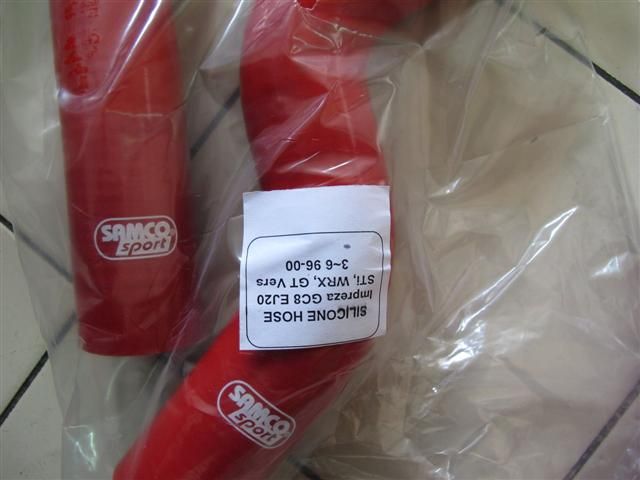 SAMCO
sport
SILICONE HOSE
Impreza GC8 EJ20
STi, WRX, GT Vers
3~6 96-00
SAMCO
sport